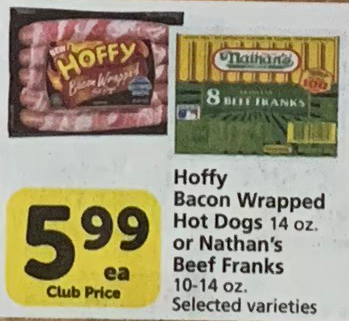 NEW!
HOFFY
Bacon Wrapped
Nathan's
8 BEEF FRANKS
5.99
ea
Club Price
Hoffy
Bacon Wrapped
Hot Dogs 14 oz.
or Nathan's
Beef Franks
10-14 oz.
Selected varieties